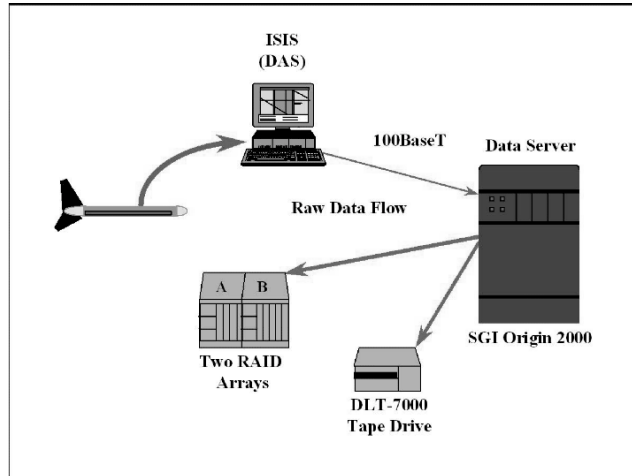 ISIS
(DAS)
100BaseT
Data Server
Raw Data Flow
A B
Two RAID
Arrays
SGI Origin 2000
DLT-7000
Tape Drive